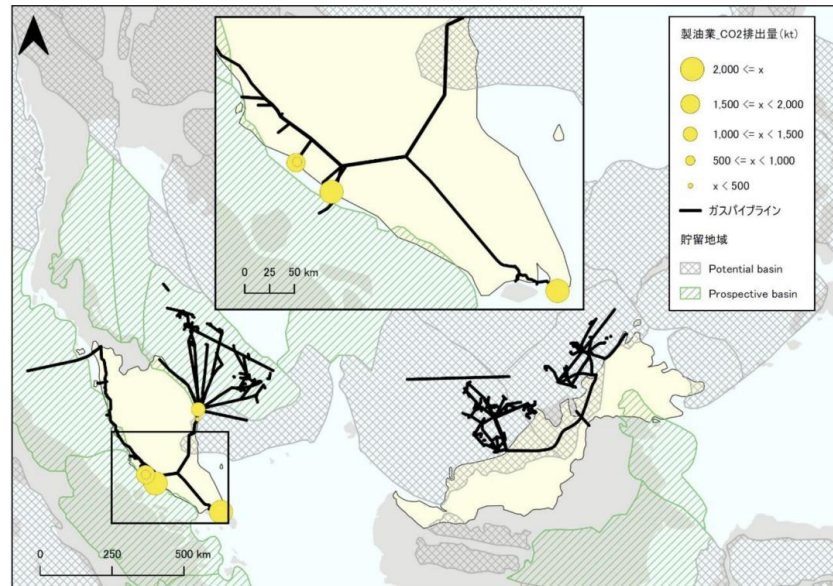 製油業_CO2排出量(kt)
2,000 <= x
1,500 <= x < 2,000
1,000 <= x < 1,500
500 <= x < 1,000
x < 500
ガスパイプライン
貯留地域
Potential basin
Prospective basin
0 25 50 km
0 250 500 km